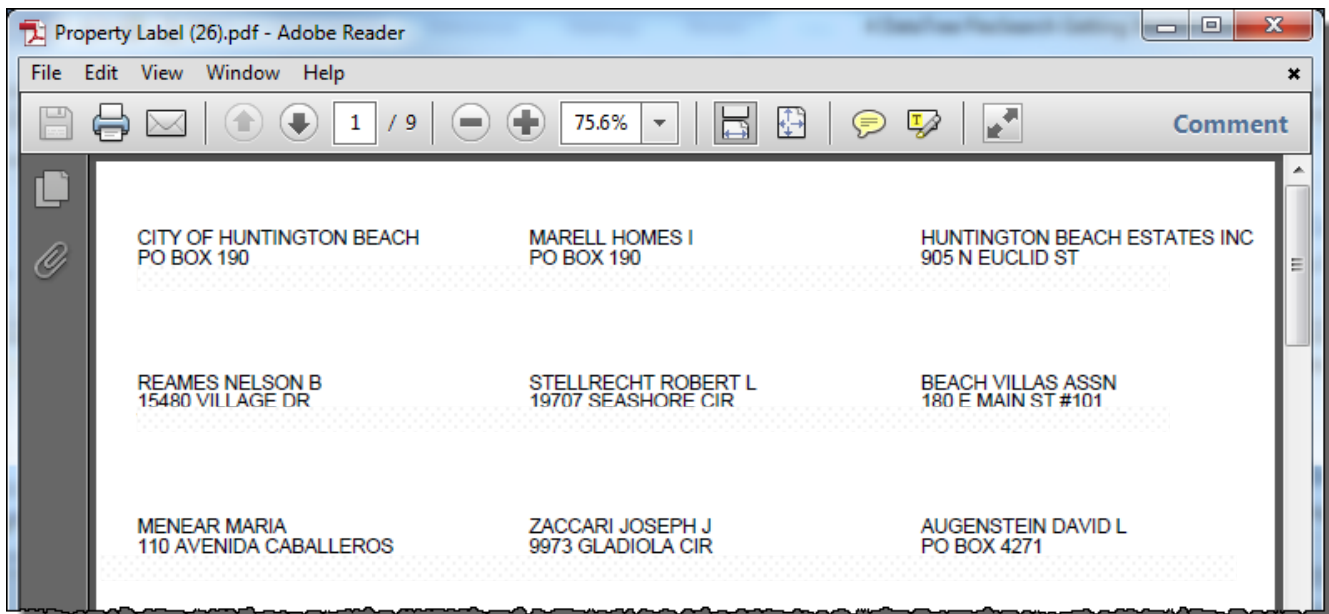 Property Label (26).pdf - Adobe Reader
File Edit View Window Help
1 / 9 75.6% Comment
CITY OF HUNTINGTON BEACH
PO BOX 190
MARELL HOMES I
PO BOX 190
HUNTINGTON BEACH ESTATES INC
905 N EUCLID ST
REAMES NELSON B
15480 VILLAGE DR
STELLRECHT ROBERT L
19707 SEASHORE CIR
BEACH VILLAS ASSN
180 E MAIN ST #101
MENEAR MARIA
110 AVENIDA CABALLEROS
ZACCARI JOSEPH J
9973 GLADIOLA CIR
AUGENSTEIN DAVID L
PO BOX 4271